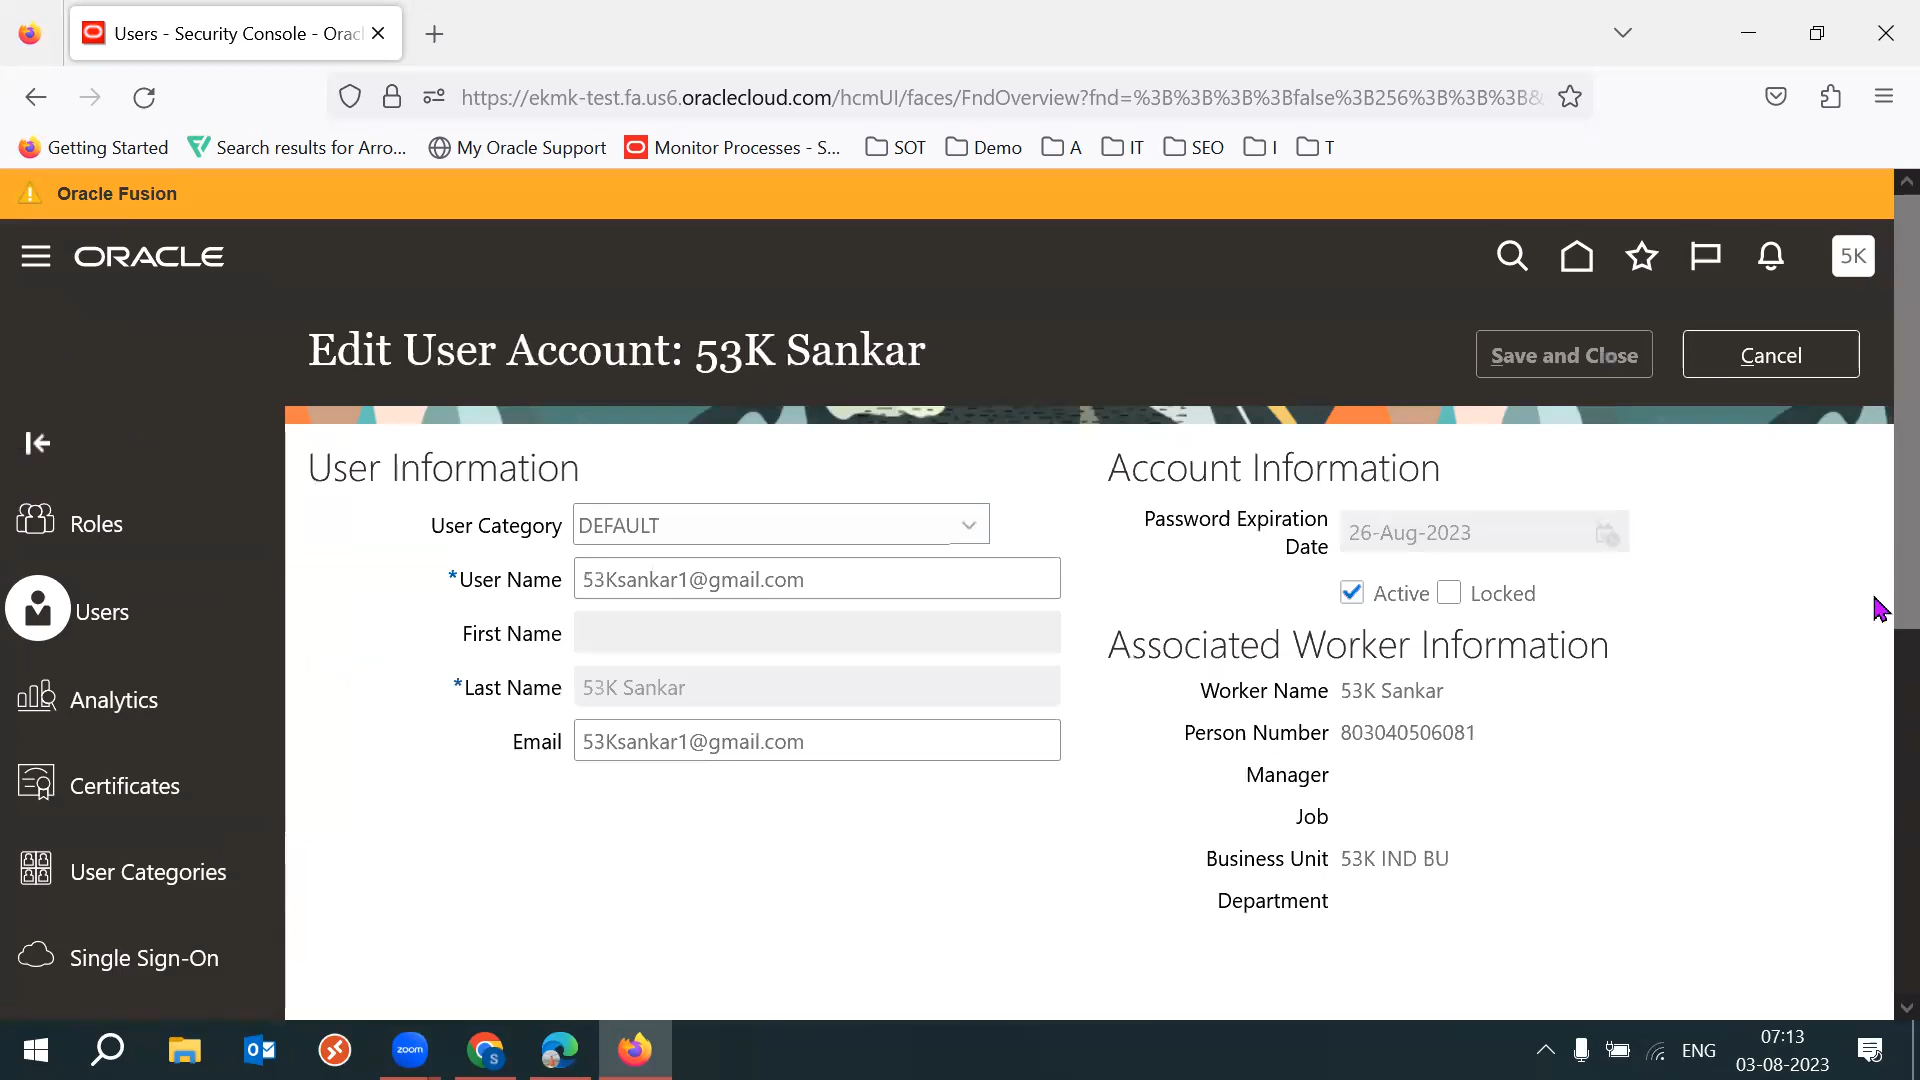 Users - Security Console - Orac
https://ekmk-test.fa.us6.oraclecloud.com/hcmUI/faces/FndOverview?fnd=%3B%3B%3B%3Bfalse%3B256%3B%3B%3B&
Getting Started
Search results for Arro...
My Oracle Support
Monitor Processes - S...
SOT
Demo
A
IT
SEO
I
T
Oracle Fusion
ORACLE
5K
Edit User Account: 53K Sankar
Save and Close
Cancel
Roles
Users
Analytics
Certificates
User Categories
Single Sign-On
User Information
User Category DEFAULT
*User Name 53Ksankar1@gmail.com
First Name
*Last Name 53K Sankar
Email 53Ksankar1@gmail.com
Account Information
Password Expiration
Date 26-Aug-2023
Active Locked
Associated Worker Information
Worker Name 53K Sankar
Person Number 803040506081
Manager
Job
Business Unit 53K IND BU
Department
zoom
S
ENG
07:13
03-08-2023